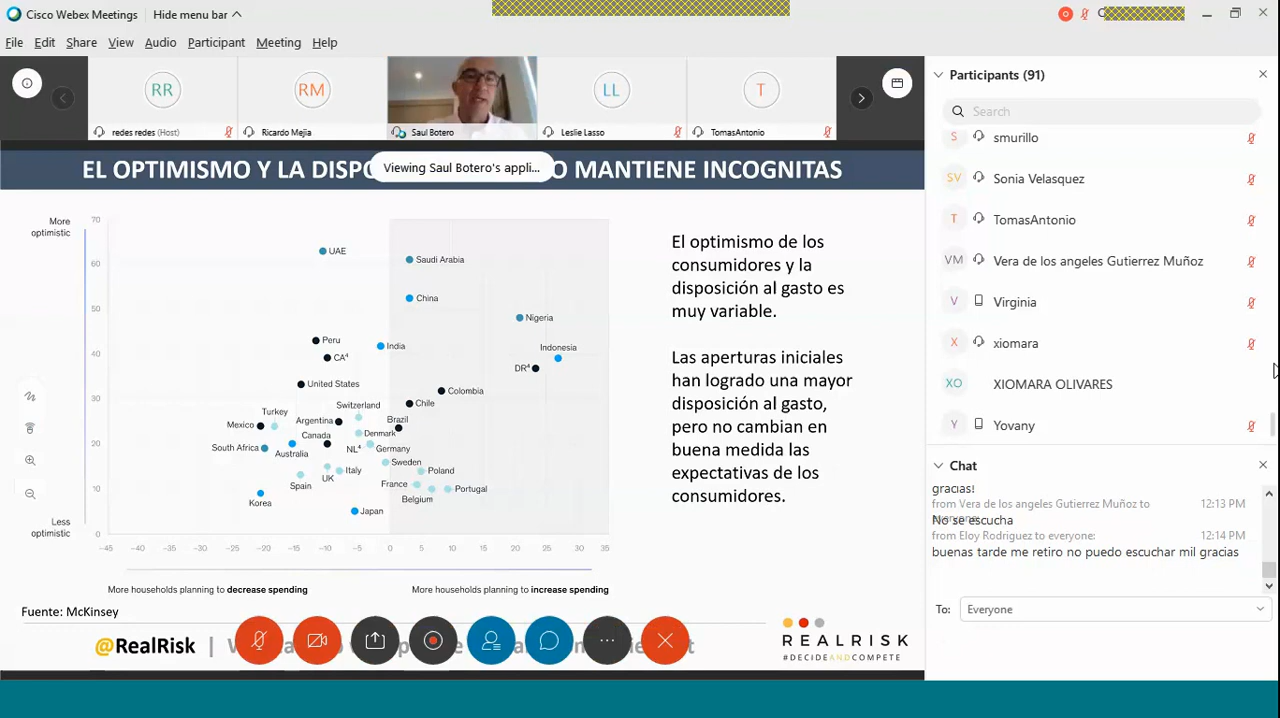 Cisco Webex Meetings
Hide menu bar
File Edit Share View Audio Participant Meeting Help
RR
RM
LL
T
redes redes (Host)
Ricardo Mejia
Saul Botero
Leslie Lasso
TomasAntonio
Viewing Saul Botero's appli...
EL OPTIMISMO Y LA O MANTIENE INCOGNITAS
More optimistic
Less optimistic
70
60
50
40
30
20
10
0
UAE
Saudi Arabia
China
Nigeria
Peru
India
Indonesia
CA⁴
DR⁴
United States
Colombia
Switzerland
Chile
Turkey
Mexico
Argentina
Brazil
Canada
Denmark
South Africa
Australia
NL⁴
Germany
Sweden
UK
Italy
Poland
Spain
France
Belgium
Portugal
Korea
Japan
−45 −40 −35 −30 −25 −20 −15 −10 −5 0 5 10 15 20 25 30 35
More households planning to decrease spending
More households planning to increase spending
Fuente: McKinsey
El optimismo de los
consumidores y la
disposición al gasto es
muy variable.
Las aperturas iniciales
han logrado una mayor
disposición al gasto,
pero no cambian en
buena medida las
expectativas de los
consumidores.
@RealRisk |
REALRISK
#DECIDEANDCOMPETE
Participants (91)
Search
S smurillo
SV Sonia Velasquez
T TomasAntonio
VM Vera de los angeles Gutierrez Muñoz
V Virginia
X xiomara
XO XIOMARA OLIVARES
Y Yovany
Chat
gracias!
from Vera de los angeles Gutierrez Muñoz to everyone: 12:13 PM
No se escucha
from Eloy Rodriguez to everyone: 12:14 PM
buenas tarde me retiro no puedo escuchar mil gracias
To: Everyone